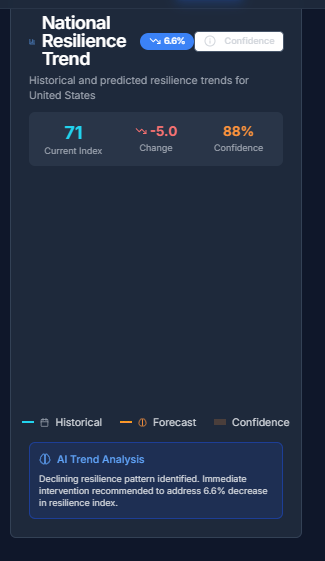 National
Resilience
Trend
6.6%
Confidence
Historical and predicted resilience trends for
United States
71
-5.0
88%
Current Index
Change
Confidence
Historical
Forecast
Confidence
AI Trend Analysis
Declining resilience pattern identified. Immediate
intervention recommended to address 6.6% decrease
in resilience index.